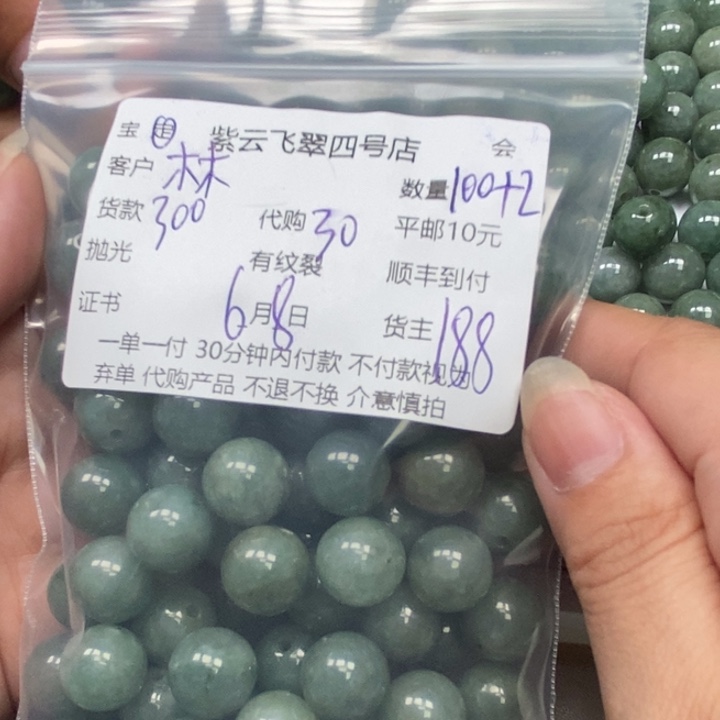 宝 围 紫云飞翠四号店 会
客户 林 数量 100+2
货款 300 代购 30 平邮10元
抛光 有纹裂 顺丰到付
证书 6月8日 货主 188
一单一付 30分钟内付款 不付款视为
弃单 代购产品 不退不换 介意慎拍